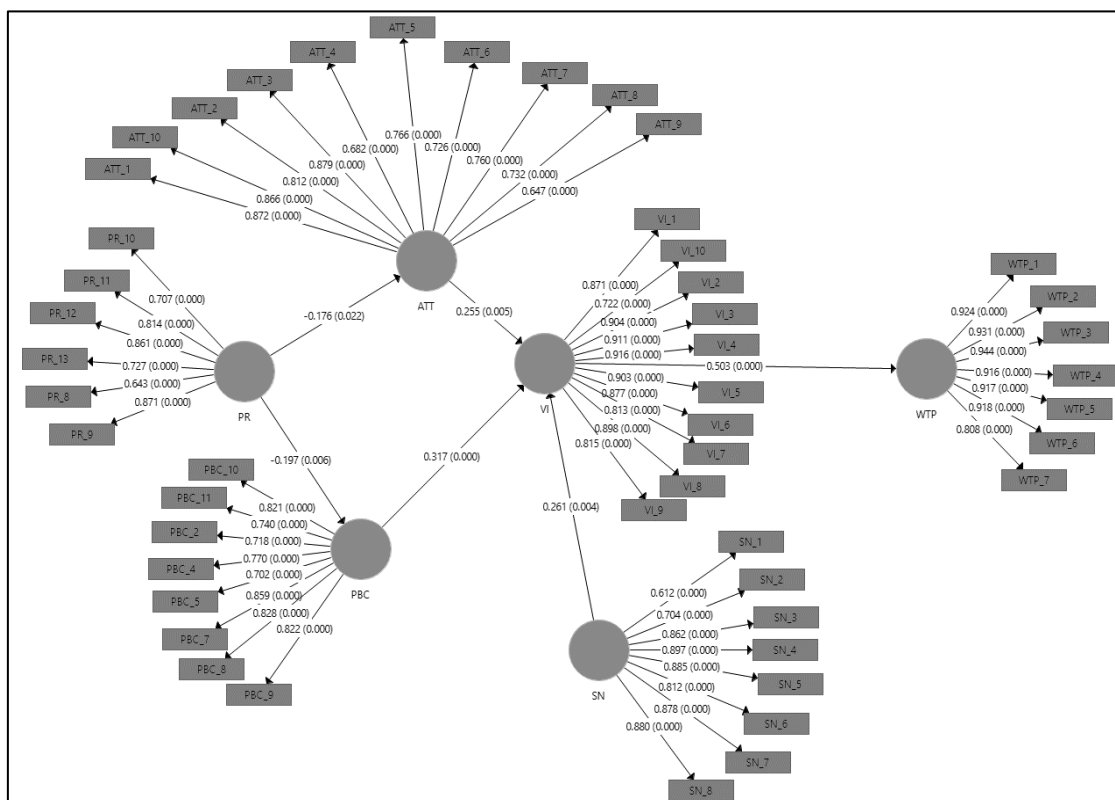 ATT_5
ATT_4
ATT_6
ATT_3
ATT_7
ATT_2
ATT_8
ATT_10
ATT_9
ATT_1
0.766 (0.000)
0.726 (0.000)
0.682 (0.000)
0.760 (0.000)
0.879 (0.000)
0.732 (0.000)
0.812 (0.000)
0.647 (0.000)
0.866 (0.000)
0.872 (0.000)
ATT
PR_10
PR_11
PR_12
PR_13
PR_8
PR_9
0.707 (0.000)
0.814 (0.000)
0.861 (0.000)
0.727 (0.000)
0.643 (0.000)
0.871 (0.000)
PR
-0.176 (0.022)
0.255 (0.005)
-0.197 (0.006)
0.317 (0.000)
VI_1
VI_10
VI_2
VI_3
VI_4
VI_5
VI_6
VI_7
VI_8
VI_9
0.871 (0.000)
0.722 (0.000)
0.904 (0.000)
0.911 (0.000)
0.916 (0.000)
0.503 (0.000)
0.903 (0.000)
0.877 (0.000)
0.813 (0.000)
0.898 (0.000)
0.815 (0.000)
VI
WTP_1
WTP_2
WTP_3
WTP_4
WTP_5
WTP_6
WTP_7
0.924 (0.000)
0.931 (0.000)
0.944 (0.000)
0.916 (0.000)
0.917 (0.000)
0.918 (0.000)
0.808 (0.000)
WTP
PBC_10
PBC_11
PBC_2
PBC_4
PBC_5
PBC_7
PBC_8
PBC_9
0.821 (0.000)
0.740 (0.000)
0.718 (0.000)
0.770 (0.000)
0.702 (0.000)
0.859 (0.000)
0.828 (0.000)
0.822 (0.000)
PBC
0.261 (0.004)
SN_1
SN_2
SN_3
SN_4
SN_5
SN_6
SN_7
SN_8
0.612 (0.000)
0.704 (0.000)
0.862 (0.000)
0.897 (0.000)
0.885 (0.000)
0.812 (0.000)
0.878 (0.000)
0.880 (0.000)
SN